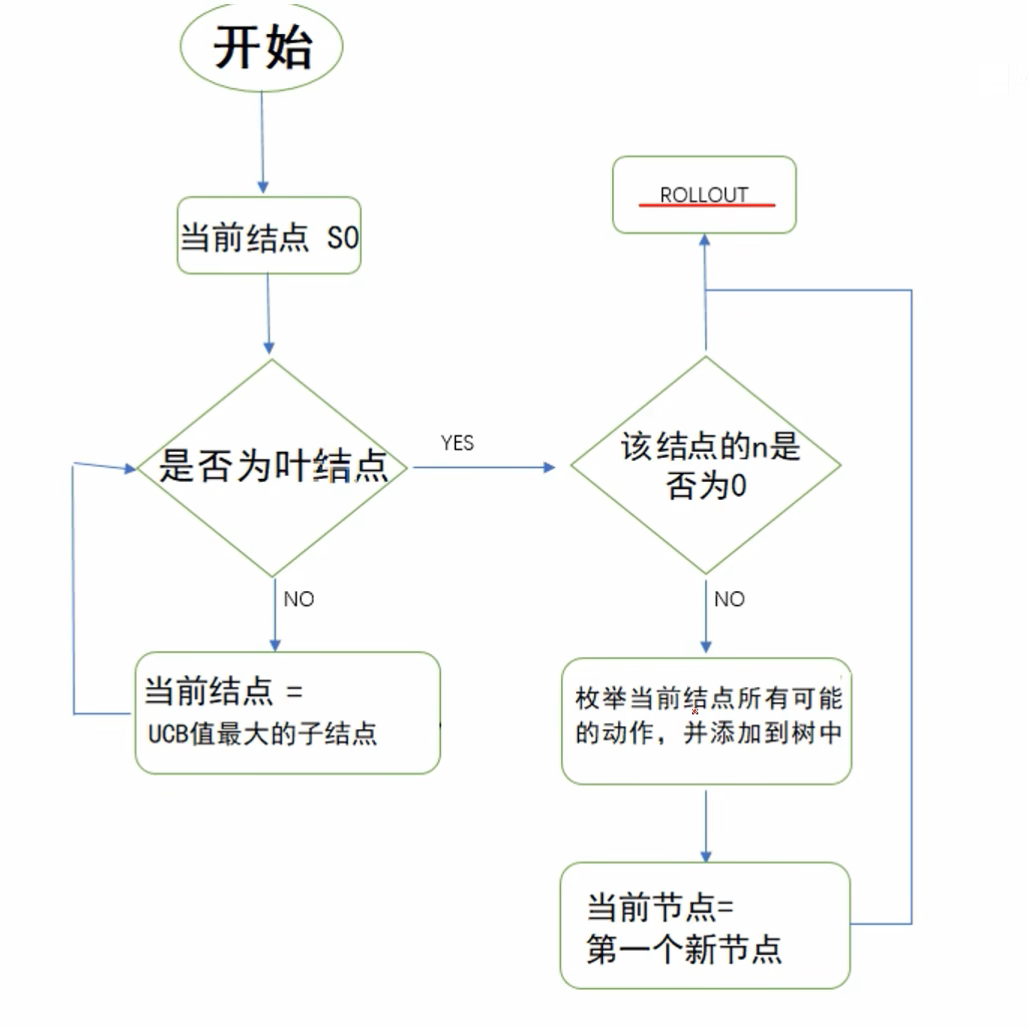 开始
当前结点 S0
是否为叶结点
YES
NO
当前结点 =
UCB值最大的子结点
ROLLOUT
该结点的n是
否为0
NO
枚举当前结点所有可能
的动作，并添加到树中
当前节点=
第一个新节点